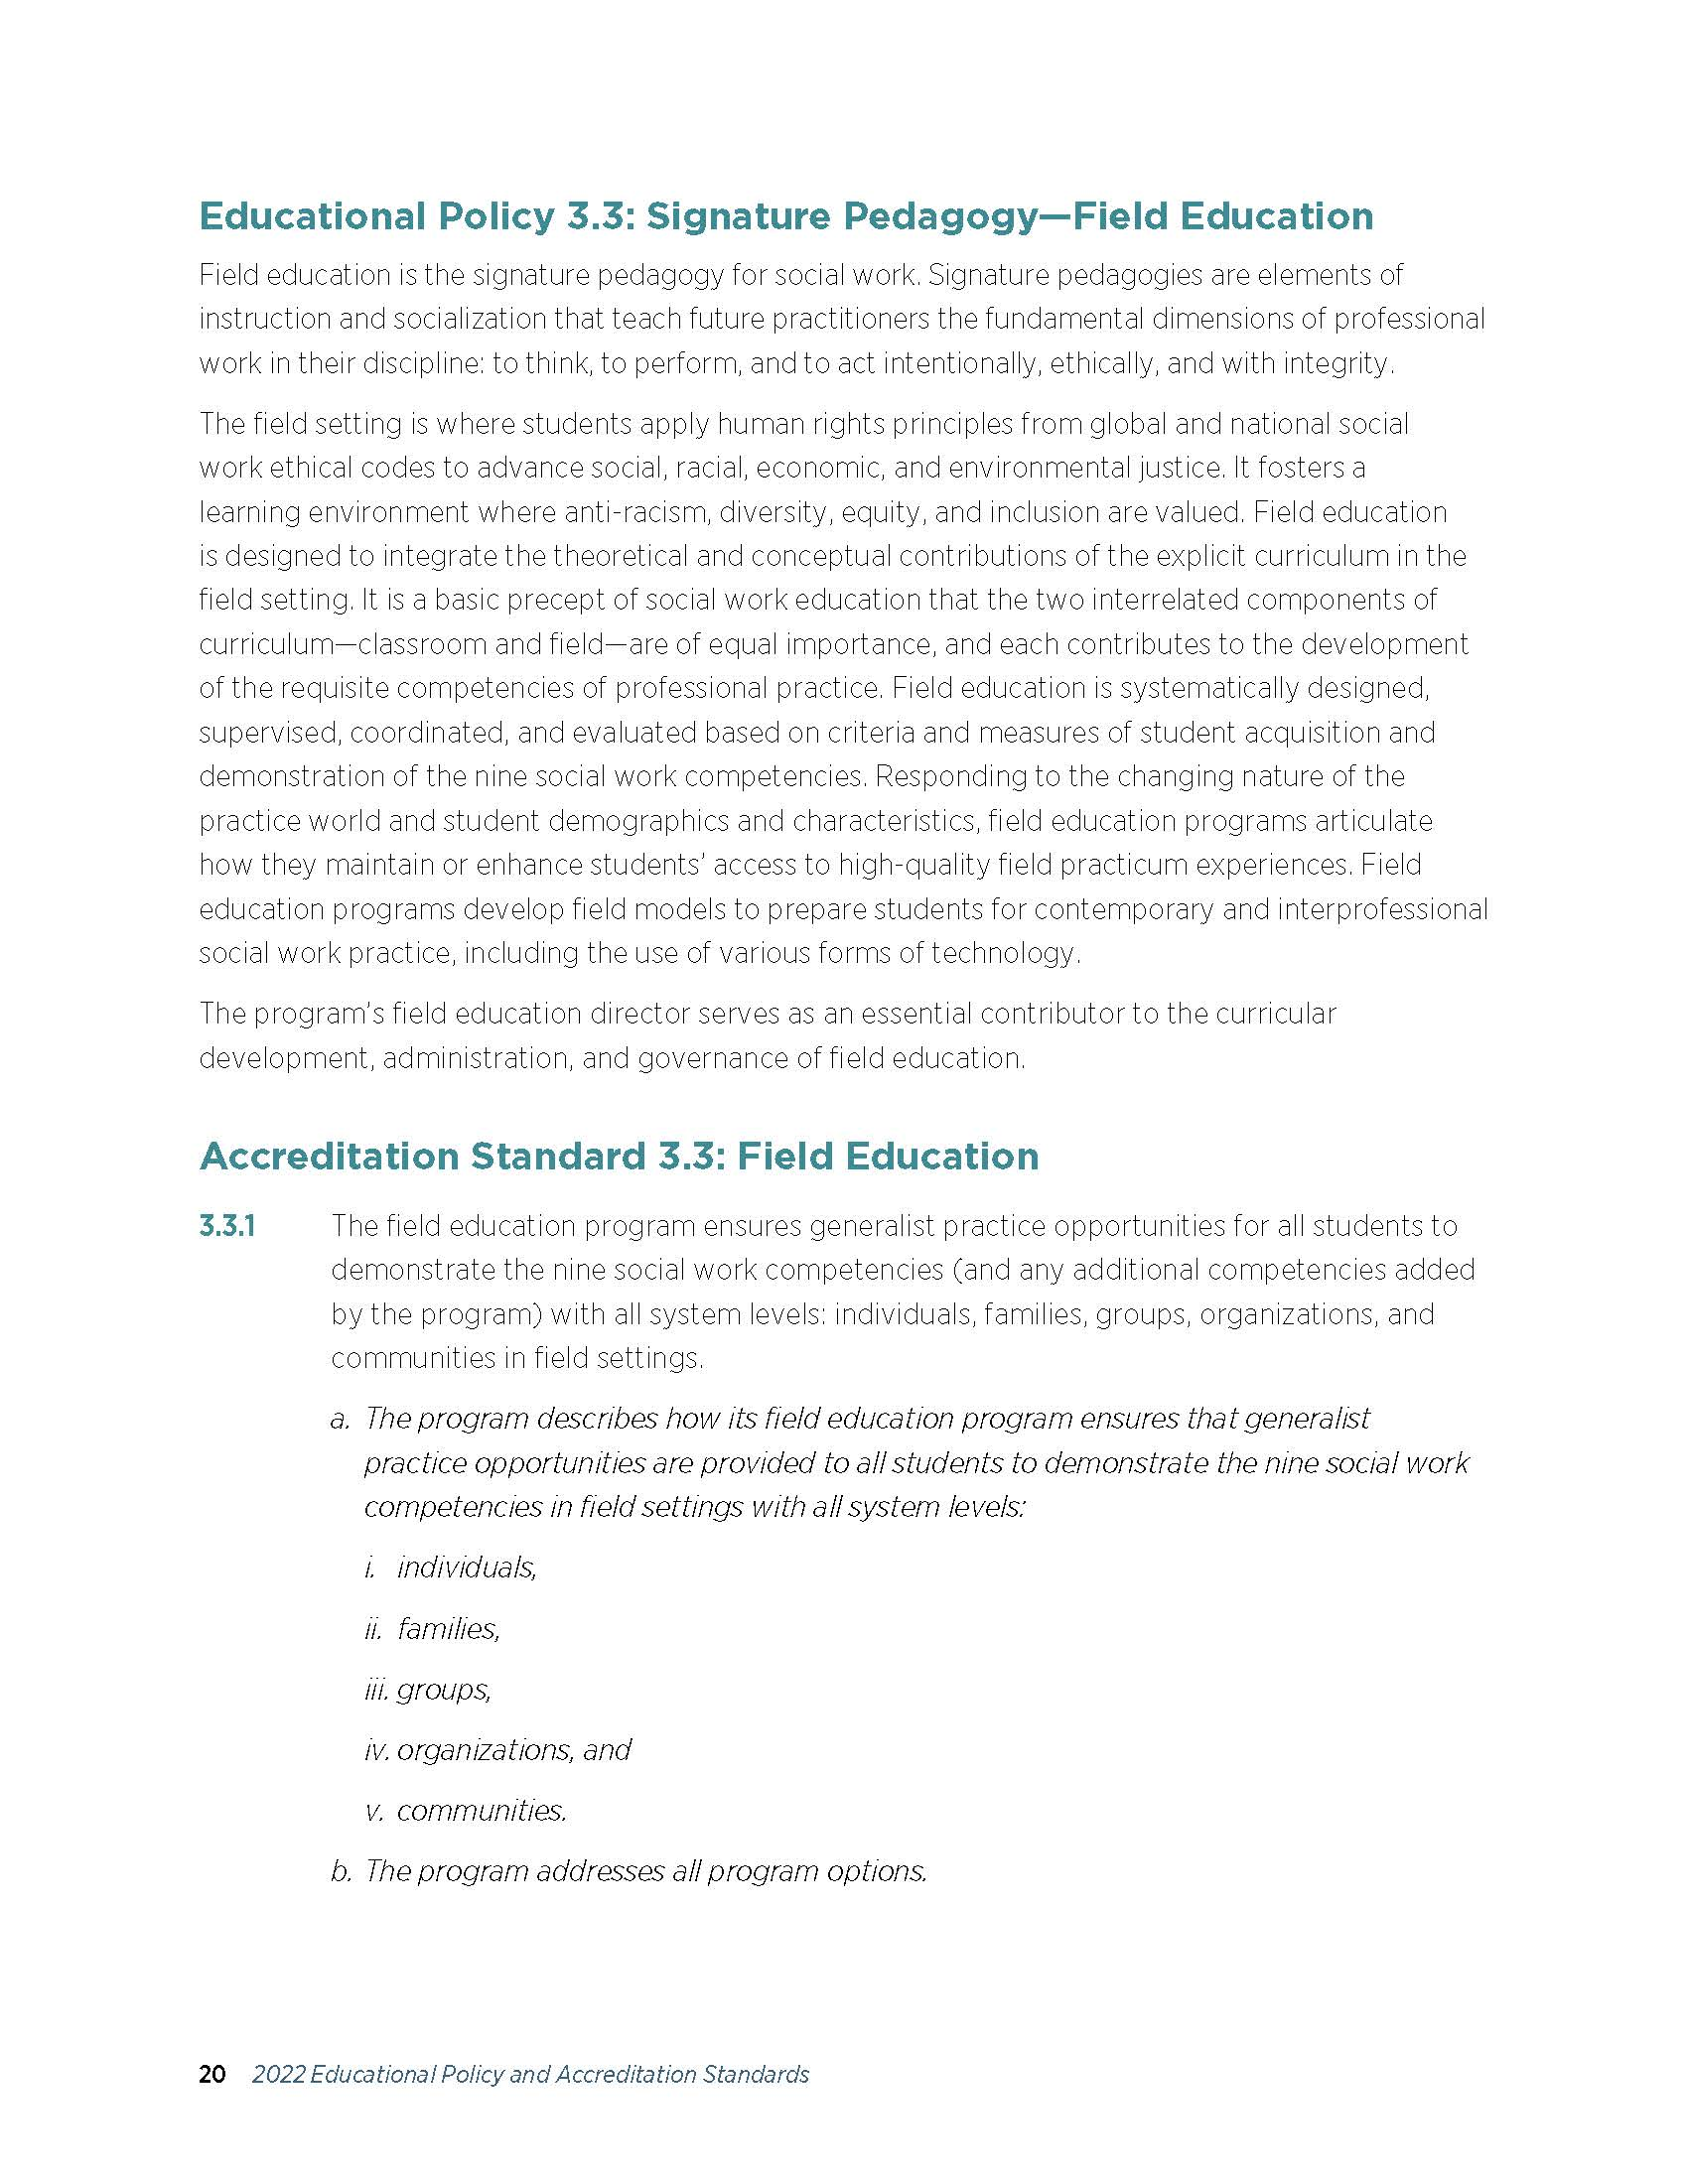 Educational Policy 3.3: Signature Pedagogy—Field Education
Field education is the signature pedagogy for social work. Signature pedagogies are elements of
instruction and socialization that teach future practitioners the fundamental dimensions of professional
work in their discipline: to think, to perform, and to act intentionally, ethically, and with integrity.
The field setting is where students apply human rights principles from global and national social
work ethical codes to advance social, racial, economic, and environmental justice. It fosters a
learning environment where anti-racism, diversity, equity, and inclusion are valued. Field education
is designed to integrate the theoretical and conceptual contributions of the explicit curriculum in the
field setting. It is a basic precept of social work education that the two interrelated components of
curriculum—classroom and field—are of equal importance, and each contributes to the development
of the requisite competencies of professional practice. Field education is systematically designed,
supervised, coordinated, and evaluated based on criteria and measures of student acquisition and
demonstration of the nine social work competencies. Responding to the changing nature of the
practice world and student demographics and characteristics, field education programs articulate
how they maintain or enhance students’ access to high-quality field practicum experiences. Field
education programs develop field models to prepare students for contemporary and interprofessional
social work practice, including the use of various forms of technology.
The program’s field education director serves as an essential contributor to the curricular
development, administration, and governance of field education.
Accreditation Standard 3.3: Field Education
3.3.1 The field education program ensures generalist practice opportunities for all students to
demonstrate the nine social work competencies (and any additional competencies added
by the program) with all system levels: individuals, families, groups, organizations, and
communities in field settings.
a. The program describes how its field education program ensures that generalist
practice opportunities are provided to all students to demonstrate the nine social work
competencies in field settings with all system levels:
i. individuals,
ii. families,
iii. groups,
iv. organizations, and
v. communities.
b. The program addresses all program options.
20 2022 Educational Policy and Accreditation Standards